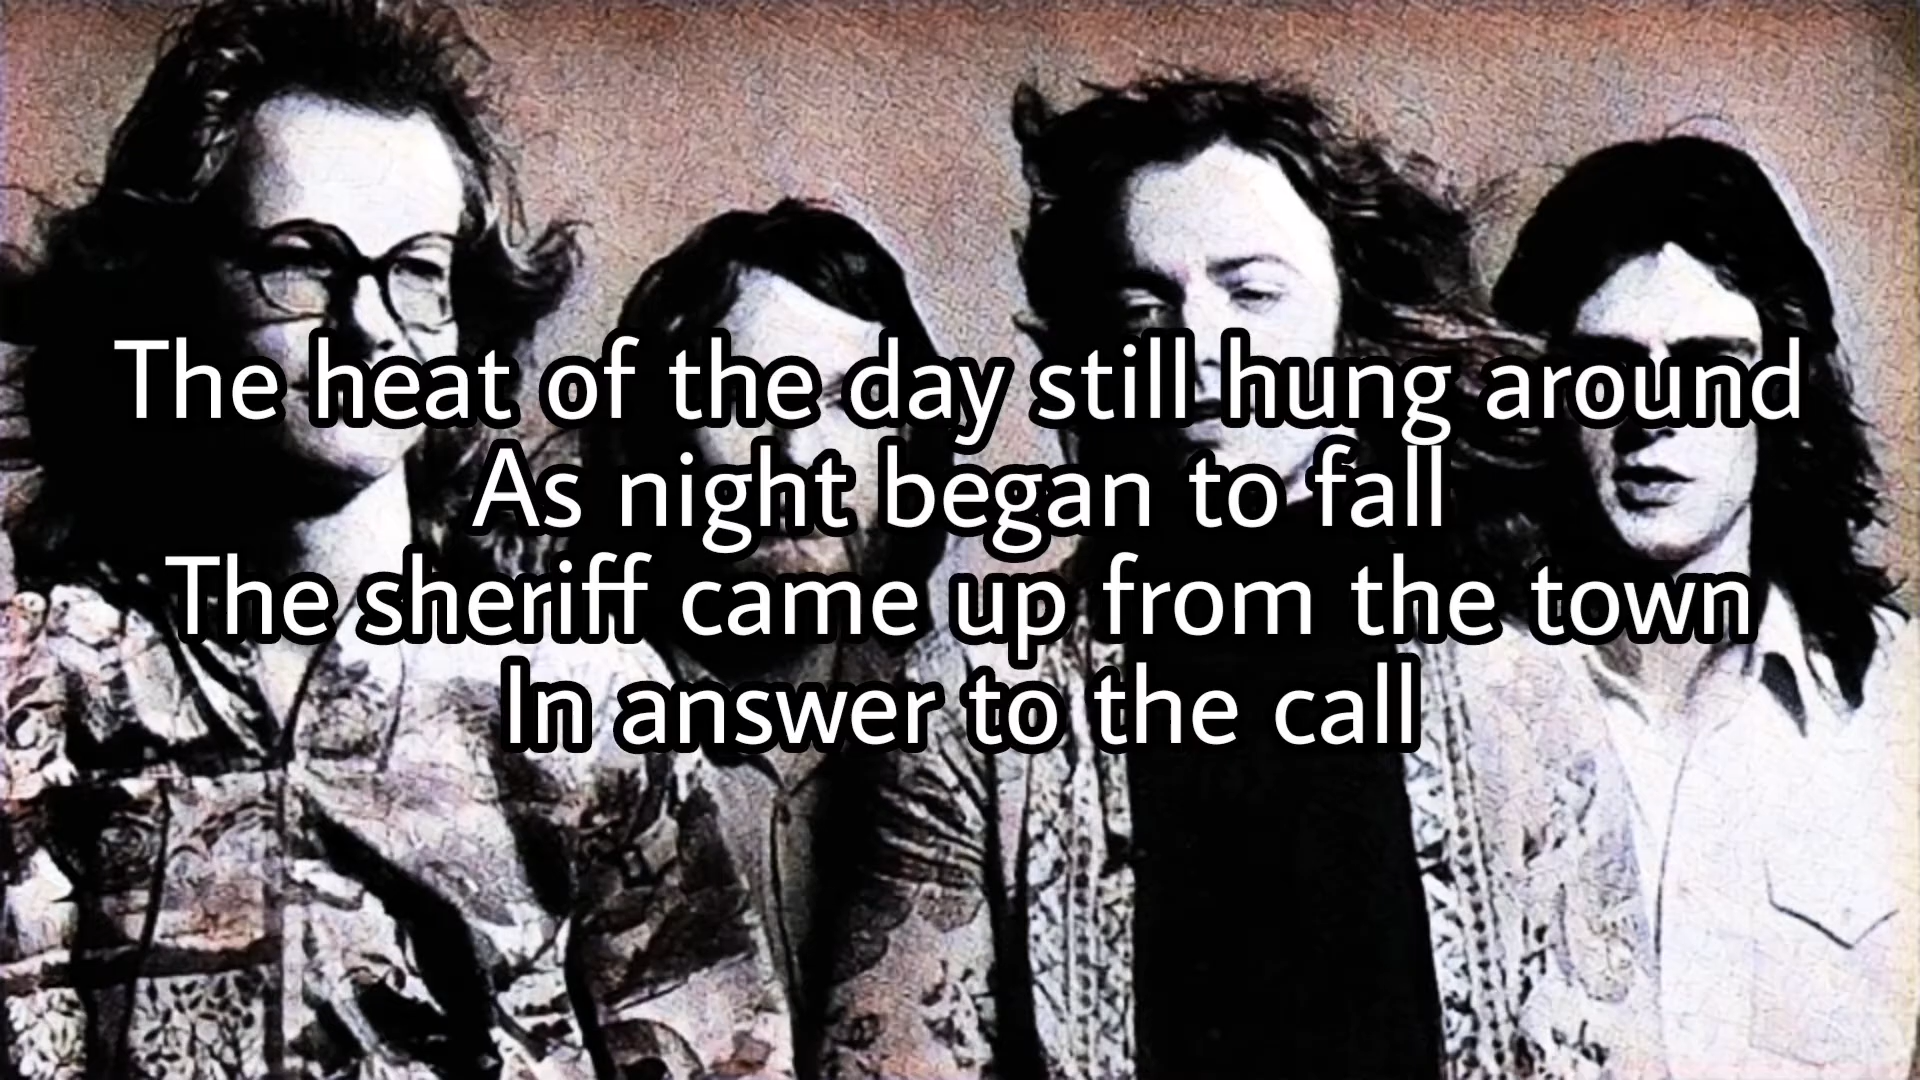 The heat of the day still hung around
As night began to fall
The sheriff came up from the town
In answer to the call